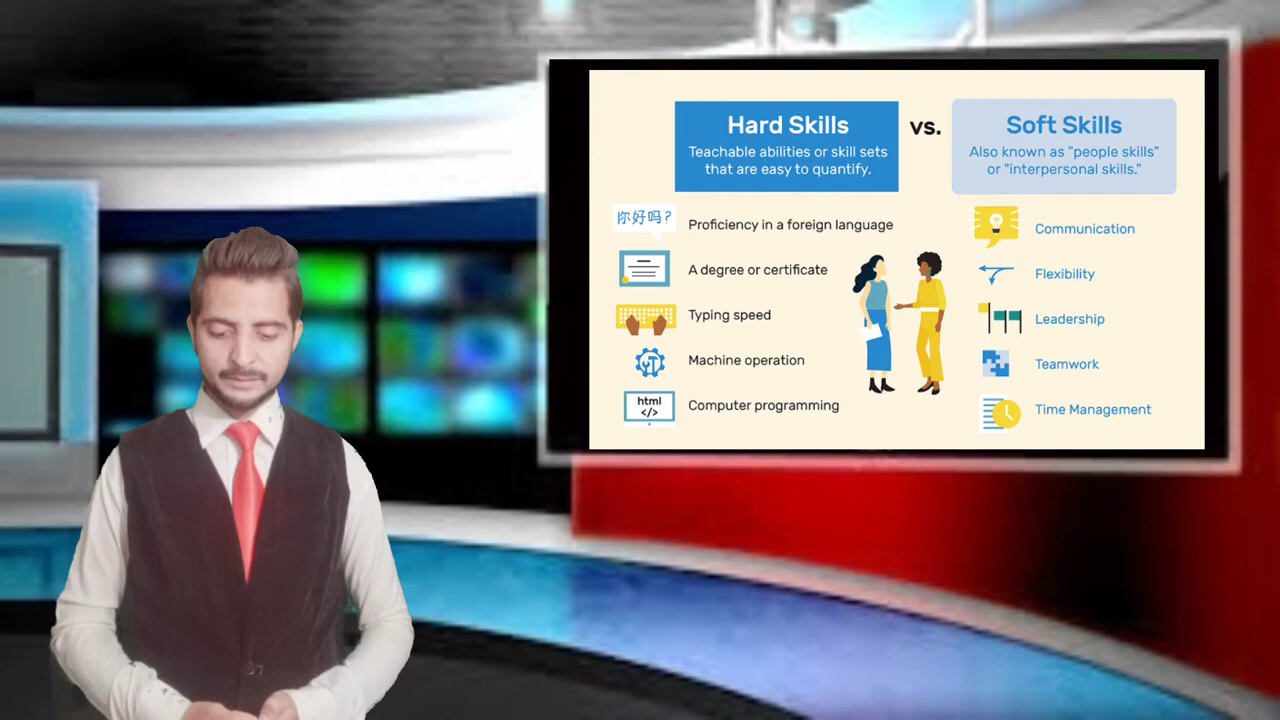 Hard Skills
Teachable abilities or skill sets
that are easy to quantify.
vs.
Soft Skills
Also known as "people skills"
or "interpersonal skills."
你好吗?
Proficiency in a foreign language
A degree or certificate
Typing speed
Machine operation
html
</>
Computer programming
Communication
Flexibility
Leadership
Teamwork
Time Management